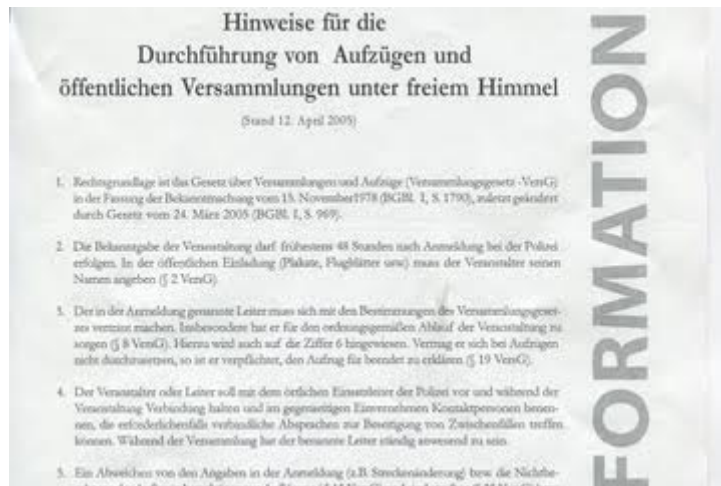 Hinweise für die
Durchführung von Aufzügen und
öffentlichen Versammlungen unter freiem Himmel
(Stand 12. April 2005)
1. Rechtsgrundlage ist das Gesetz über Versammlungen und Aufzüge (Versammlungsgesetz -VersG)
in der Fassung der Bekanntmachung vom 15. November1978 (BGBl. I, S. 1790), zuletzt geändert
durch Gesetz vom 24. März 2005 (BGBl. I, S. 969).
2. Die Bekanntgabe der Veranstaltung darf frühestens 48 Stunden nach Anmeldung bei der Polizei
erfolgen. In der öffentlichen Einladung (Plakate, Flugblätter usw) muss der Veranstalter seinen
Namen angeben (§ 2 VersG).
3. Der in der Anmeldung genannte Leiter muss sich mit den Bestimmungen des Versammlungsgeset-
zes vertraut machen. Insbesondere hat er für den ordnungsgemäßen Ablauf der Veranstaltung zu
sorgen (§ 8 VersG). Hierzu wird auch auf die Ziffer 6 hingewiesen. Vermag er sich bei Aufzügen
nicht durchzusetzen, so ist er verpflichtet, den Aufzug für beendet zu erklären (§ 19 VersG).
4. Der Veranstalter oder Leiter soll mit dem örtlichen Einsatzleiter der Polizei vor und während der
Veranstaltung Verbindung halten und im gegenseitigen Einvernehmen Kontaktpersonen benen-
nen, die erforderlichenfalls verbindliche Absprachen zur Beseitigung von Zwischenfällen treffen
können. Während der Versammlung hat der benannte Leiter ständig anwesend zu sein.
5. Ein Abweichen von den Angaben in der Anmeldung (z.B. Streckenänderung) bzw. die Nichtbe-
FORMATION